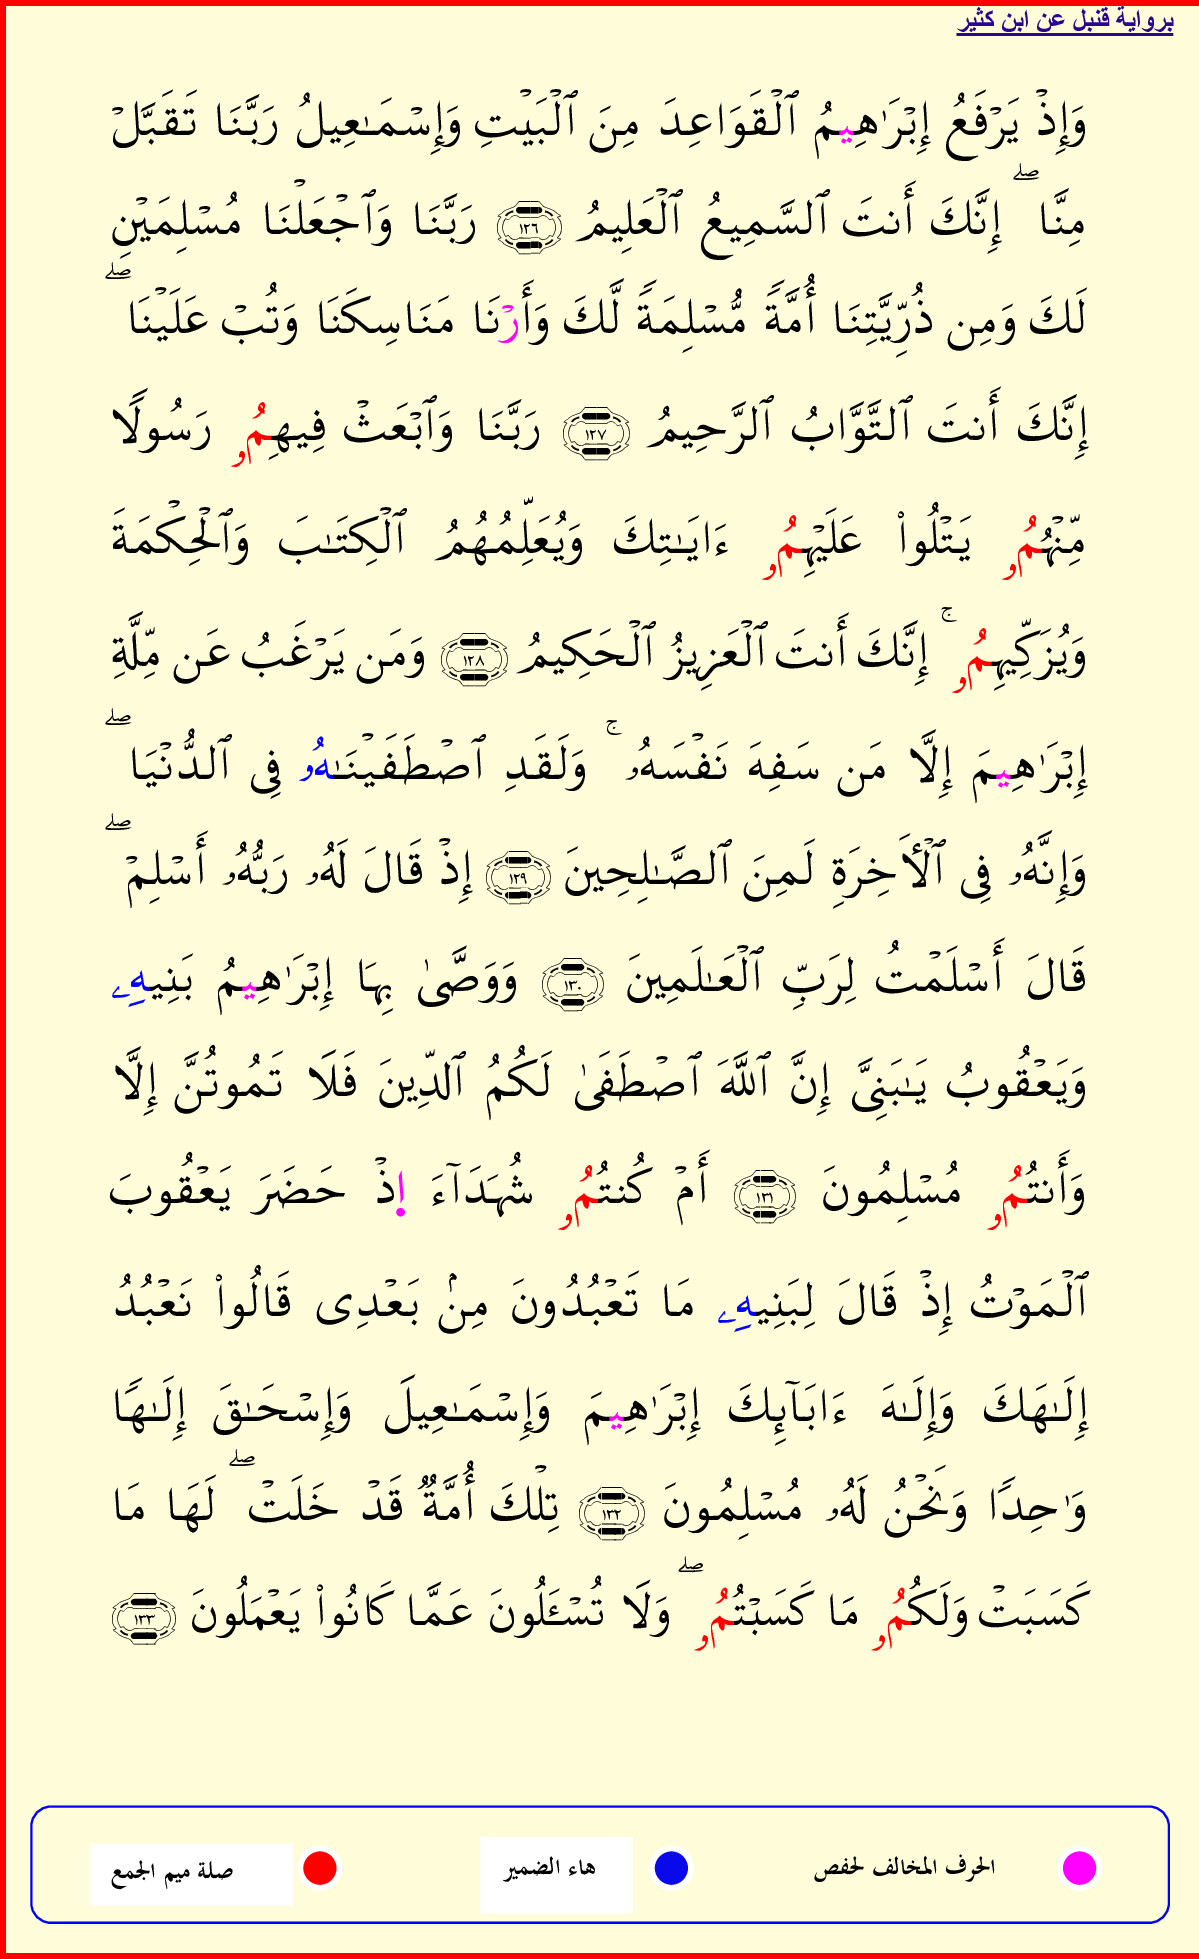 برواية قنبل عن ابن كثير
وَإِذْ يَرْفَعُ إِبْرَٰهِيمُ ٱلْقَوَاعِدَ مِنَ ٱلْبَيْتِ وَإِسْمَـٰعِيلُ رَبَّنَا تَقَبَّلْ
مِنَّا ۖ إِنَّكَ أَنتَ ٱلسَّمِيعُ ٱلْعَلِيمُ ١٢٦ رَبَّنَا وَٱجْعَلْنَا مُسْلِمَيْنِ
لَكَ وَمِن ذُرِّيَّتِنَا أُمَّةً مُّسْلِمَةً لَّكَ وَأَرْنَا مَنَاسِكَنَا وَتُبْ عَلَيْنَا ۖ
إِنَّكَ أَنتَ ٱلتَّوَّابُ ٱلرَّحِيمُ ١٢٧ رَبَّنَا وَٱبْعَثْ فِيهِمُۥ رَسُولًا
مِّنْهُمُۥ يَتْلُوا۟ عَلَيْهِمُۥ ءَايَـٰتِكَ وَيُعَلِّمُهُمُ ٱلْكِتَـٰبَ وَٱلْحِكْمَةَ
وَيُزَكِّيهِمُۥ ۚ إِنَّكَ أَنتَ ٱلْعَزِيزُ ٱلْحَكِيمُ ١٢٨ وَمَن يَرْغَبُ عَن مِّلَّةِ
إِبْرَٰهِيمَ إِلَّا مَن سَفِهَ نَفْسَهُۥ ۚ وَلَقَدِ ٱصْطَفَيْنَـٰهُۥ فِى ٱلدُّنْيَا ۖ
وَإِنَّهُۥ فِى ٱلْأَخِرَةِ لَمِنَ ٱلصَّـٰلِحِينَ ١٢٩ إِذْ قَالَ لَهُۥ رَبُّهُۥ أَسْلِمْ ۖ
قَالَ أَسْلَمْتُ لِرَبِّ ٱلْعَـٰلَمِينَ ١٣٠ وَوَصَّىٰ بِهَا إِبْرَٰهِيمُ بَنِيهِۦ
وَيَعْقُوبُ يَـٰبَنِىَّ إِنَّ ٱللَّهَ ٱصْطَفَىٰ لَكُمُ ٱلدِّينَ فَلَا تَمُوتُنَّ إِلَّا
وَأَنتُمُۥ مُسْلِمُونَ ١٣١ أَمْ كُنتُمُۥ شُهَدَآءَ إِذْ حَضَرَ يَعْقُوبَ
ٱلْمَوْتُ إِذْ قَالَ لِبَنِيهِۦ مَا تَعْبُدُونَ مِنۢ بَعْدِى قَالُوا۟ نَعْبُدُ
إِلَـٰهَكَ وَإِلَـٰهَ ءَابَآئِكَ إِبْرَٰهِيمَ وَإِسْمَـٰعِيلَ وَإِسْحَـٰقَ إِلَـٰهًا
وَٰحِدًا وَنَحْنُ لَهُۥ مُسْلِمُونَ ١٣٢ تِلْكَ أُمَّةٌ قَدْ خَلَتْ ۖ لَهَا مَا
كَسَبَتْ وَلَكُمُۥ مَا كَسَبْتُمُۥ ۖ وَلَا تُسْـَٔلُونَ عَمَّا كَانُوا۟ يَعْمَلُونَ ١٣٣
الحرف المخالف لحفص هاء الضمير صلة ميم الجمع